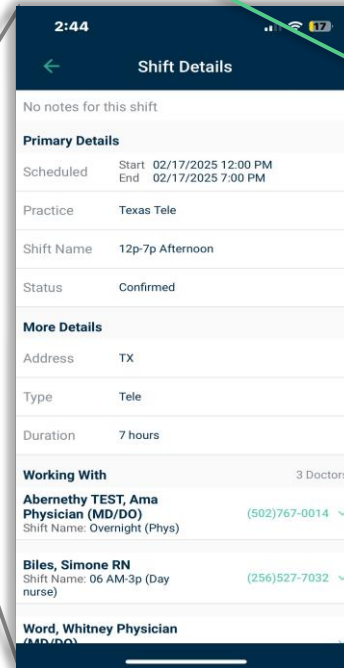 2:44
17
Shift Details
No notes for this shift
Primary Details
Scheduled Start 02/17/2025 12:00 PM
End 02/17/2025 7:00 PM
Practice Texas Tele
Shift Name 12p-7p Afternoon
Status Confirmed
More Details
Address TX
Type Tele
Duration 7 hours
Working With 3 Doctors
Abernethy TEST, Ama
Physician (MD/DO) (502)767-0014
Shift Name: Overnight (Phys)
Biles, Simone RN
Shift Name: 06 AM-3p (Day (256)527-7032
nurse)
Word, Whitney Physician
(MD/DO)